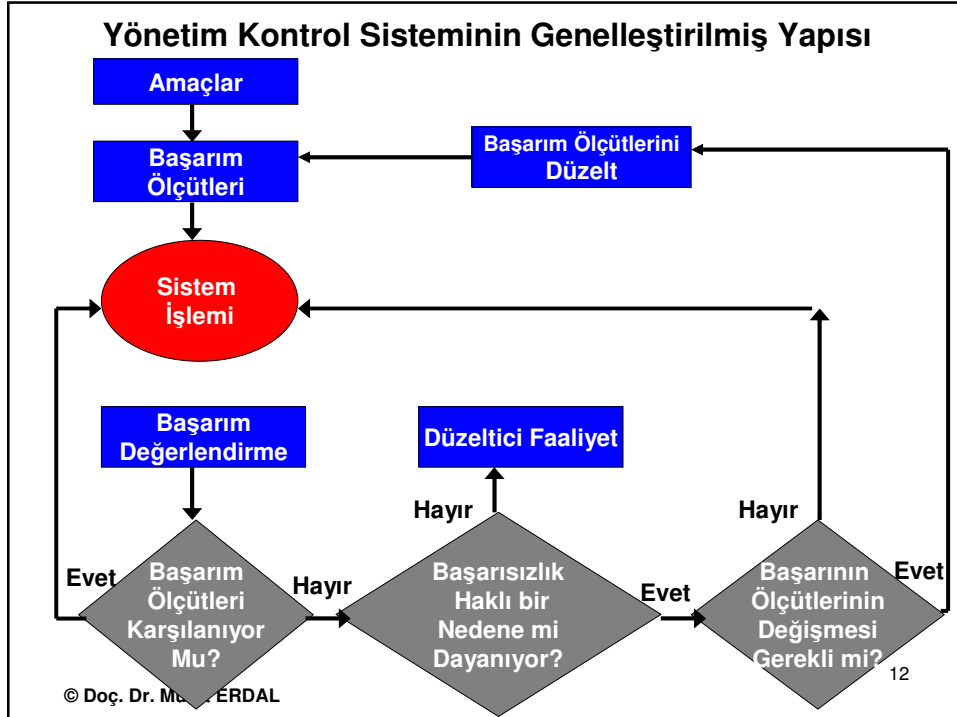 Yönetim Kontrol Sisteminin Genelleştirilmiş Yapısı
Amaçlar
Başarım
Ölçütleri
Başarım Ölçütlerini
Düzelt
Sistem
İşlemi
Başarım
Değerlendirme
Düzeltici Faaliyet
Hayır
Hayır
Evet
Başarım
Ölçütleri
Karşılanıyor
Mu?
Hayır
Başarısızlık
Haklı bir
Nedene mi
Dayanıyor?
Evet
Başarının
Ölçütlerinin
Değişmesi
Gerekli mi?
Evet
12
© Doç. Dr. ERDAL